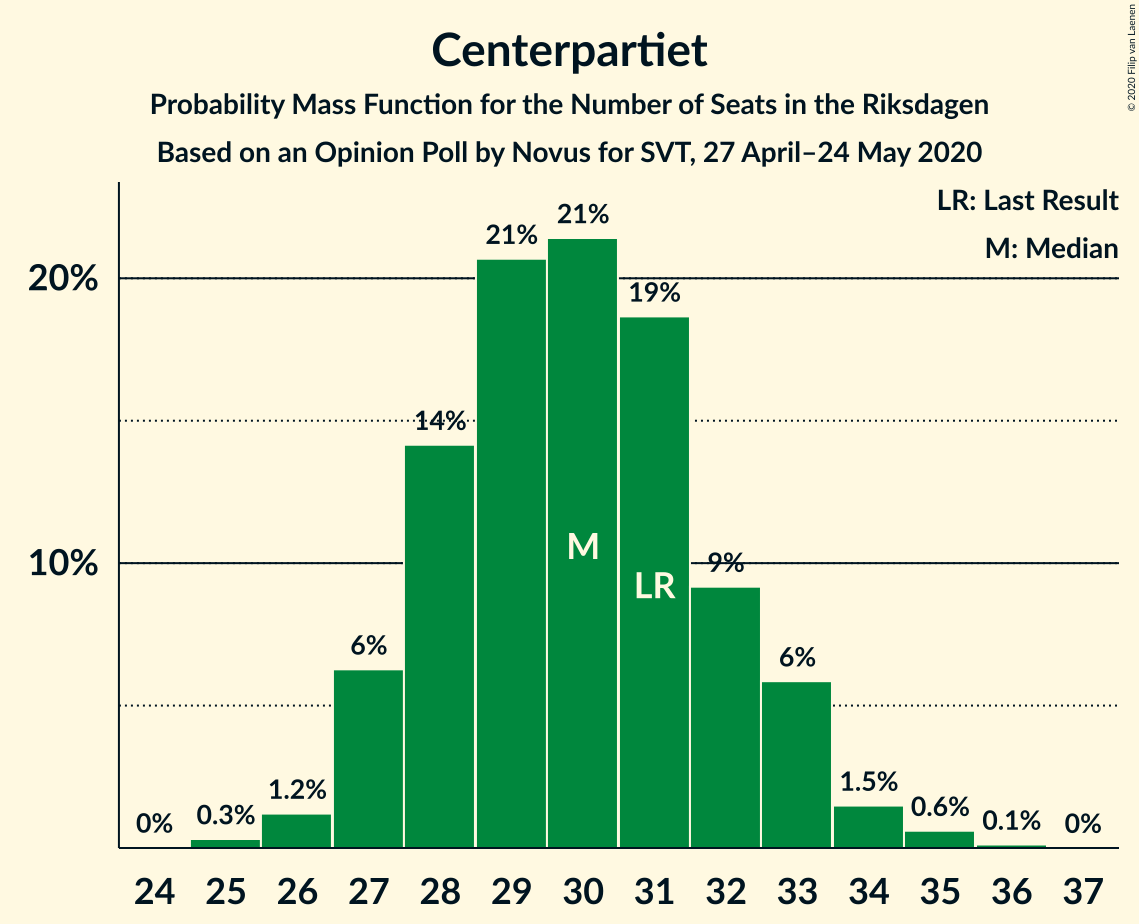 Centerpartiet
Probability Mass Function for the Number of Seats in the Riksdagen
Based on an Opinion Poll by Novus for SVT, 27 April–24 May 2020
© 2020 Filip van Laenen
LR: Last Result
M: Median
20%
10%
0%
0.3%
1.2%
6%
14%
21%
21%
19%
9%
6%
1.5%
0.6%
0.1%
0%
M
LR
24 25 26 27 28 29 30 31 32 33 34 35 36 37